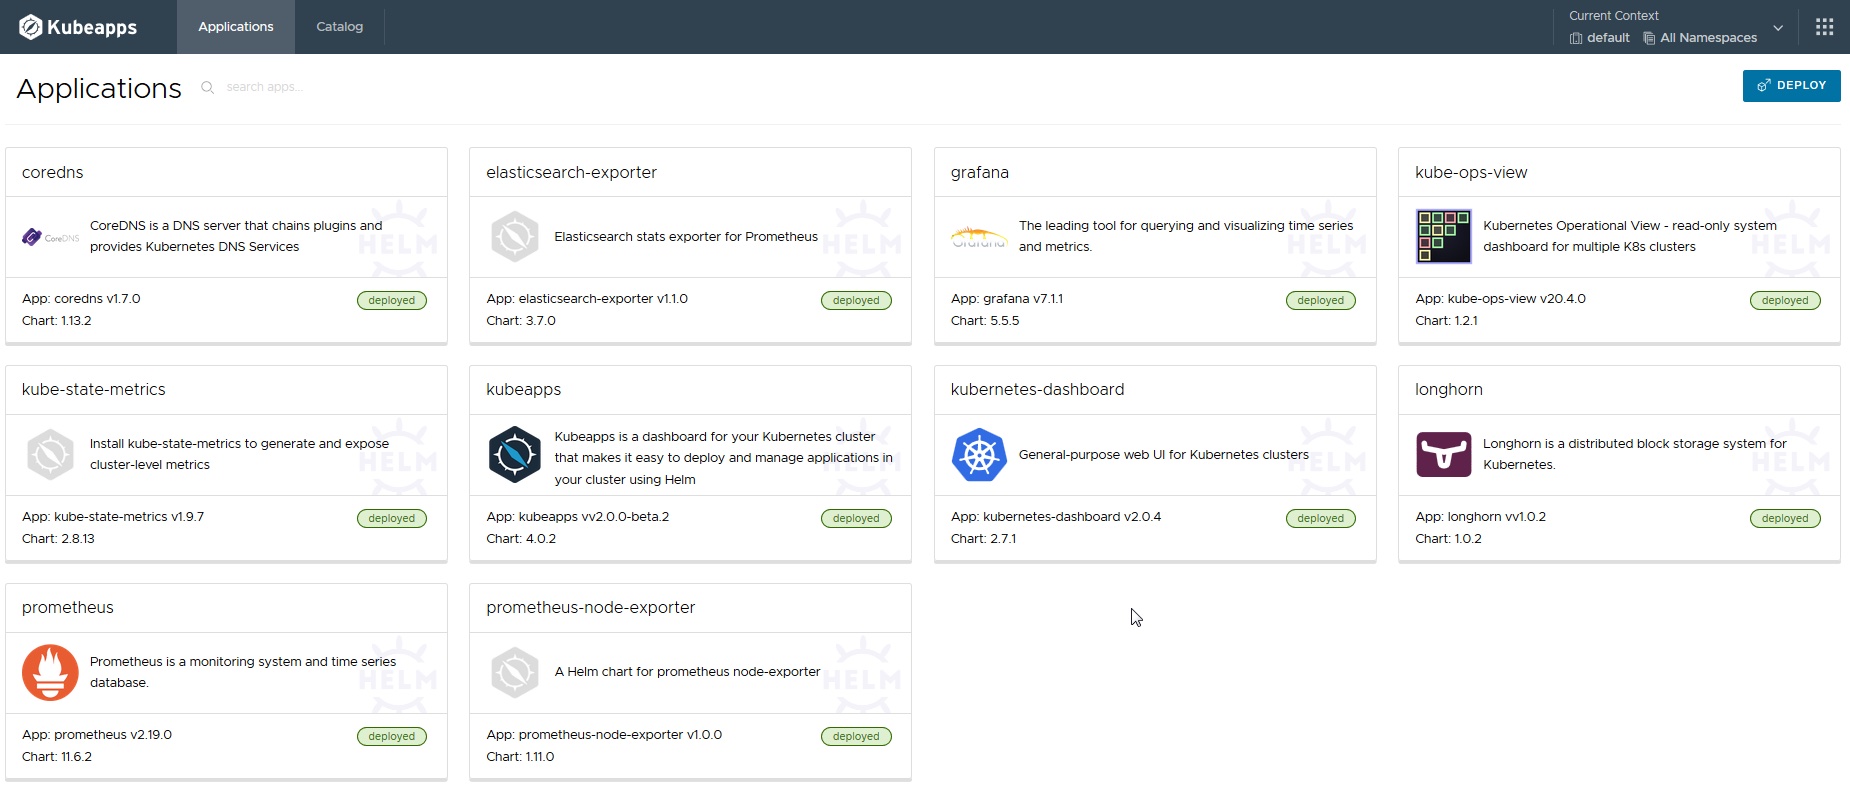 Kubeapps
Applications
Catalog
Current Context
default All Namespaces
Applications
search apps...
DEPLOY
coredns
CoreDNS
CoreDNS is a DNS server that chains plugins and
provides Kubernetes DNS Services
HELM
App: coredns v1.7.0
Chart: 1.13.2
deployed
elasticsearch-exporter
Elasticsearch stats exporter for Prometheus
HELM
App: elasticsearch-exporter v1.1.0
Chart: 3.7.0
deployed
grafana
Grafana
The leading tool for querying and visualizing time series
and metrics.
HELM
App: grafana v7.1.1
Chart: 5.5.5
deployed
kube-ops-view
Kubernetes Operational View - read-only system
dashboard for multiple K8s clusters
HELM
App: kube-ops-view v20.4.0
Chart: 1.2.1
deployed
kube-state-metrics
Install kube-state-metrics to generate and expose
cluster-level metrics
HELM
App: kube-state-metrics v1.9.7
Chart: 2.8.13
deployed
kubeapps
Kubeapps is a dashboard for your Kubernetes cluster
that makes it easy to deploy and manage applications in
your cluster using Helm
HELM
App: kubeapps vv2.0.0-beta.2
Chart: 4.0.2
deployed
kubernetes-dashboard
General-purpose web UI for Kubernetes clusters
HELM
App: kubernetes-dashboard v2.0.4
Chart: 2.7.1
deployed
longhorn
Longhorn is a distributed block storage system for
Kubernetes.
HELM
App: longhorn vv1.0.2
Chart: 1.0.2
deployed
prometheus
Prometheus is a monitoring system and time series
database.
HELM
App: prometheus v2.19.0
Chart: 11.6.2
deployed
prometheus-node-exporter
A Helm chart for prometheus node-exporter
HELM
App: prometheus-node-exporter v1.0.0
Chart: 1.11.0
deployed